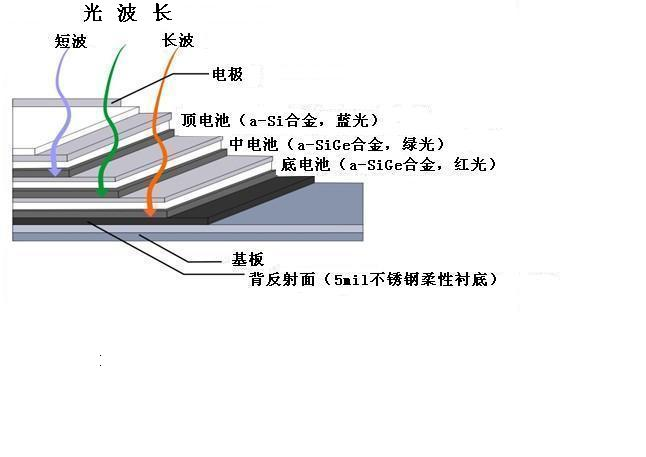 光 波 长
短波
长波
电极
顶电池（a-Si合金，蓝光）
中电池（a-SiGe合金，绿光）
底电池（a-SiGe合金，红光）
基板
背反射面（5mil不锈钢柔性衬底）